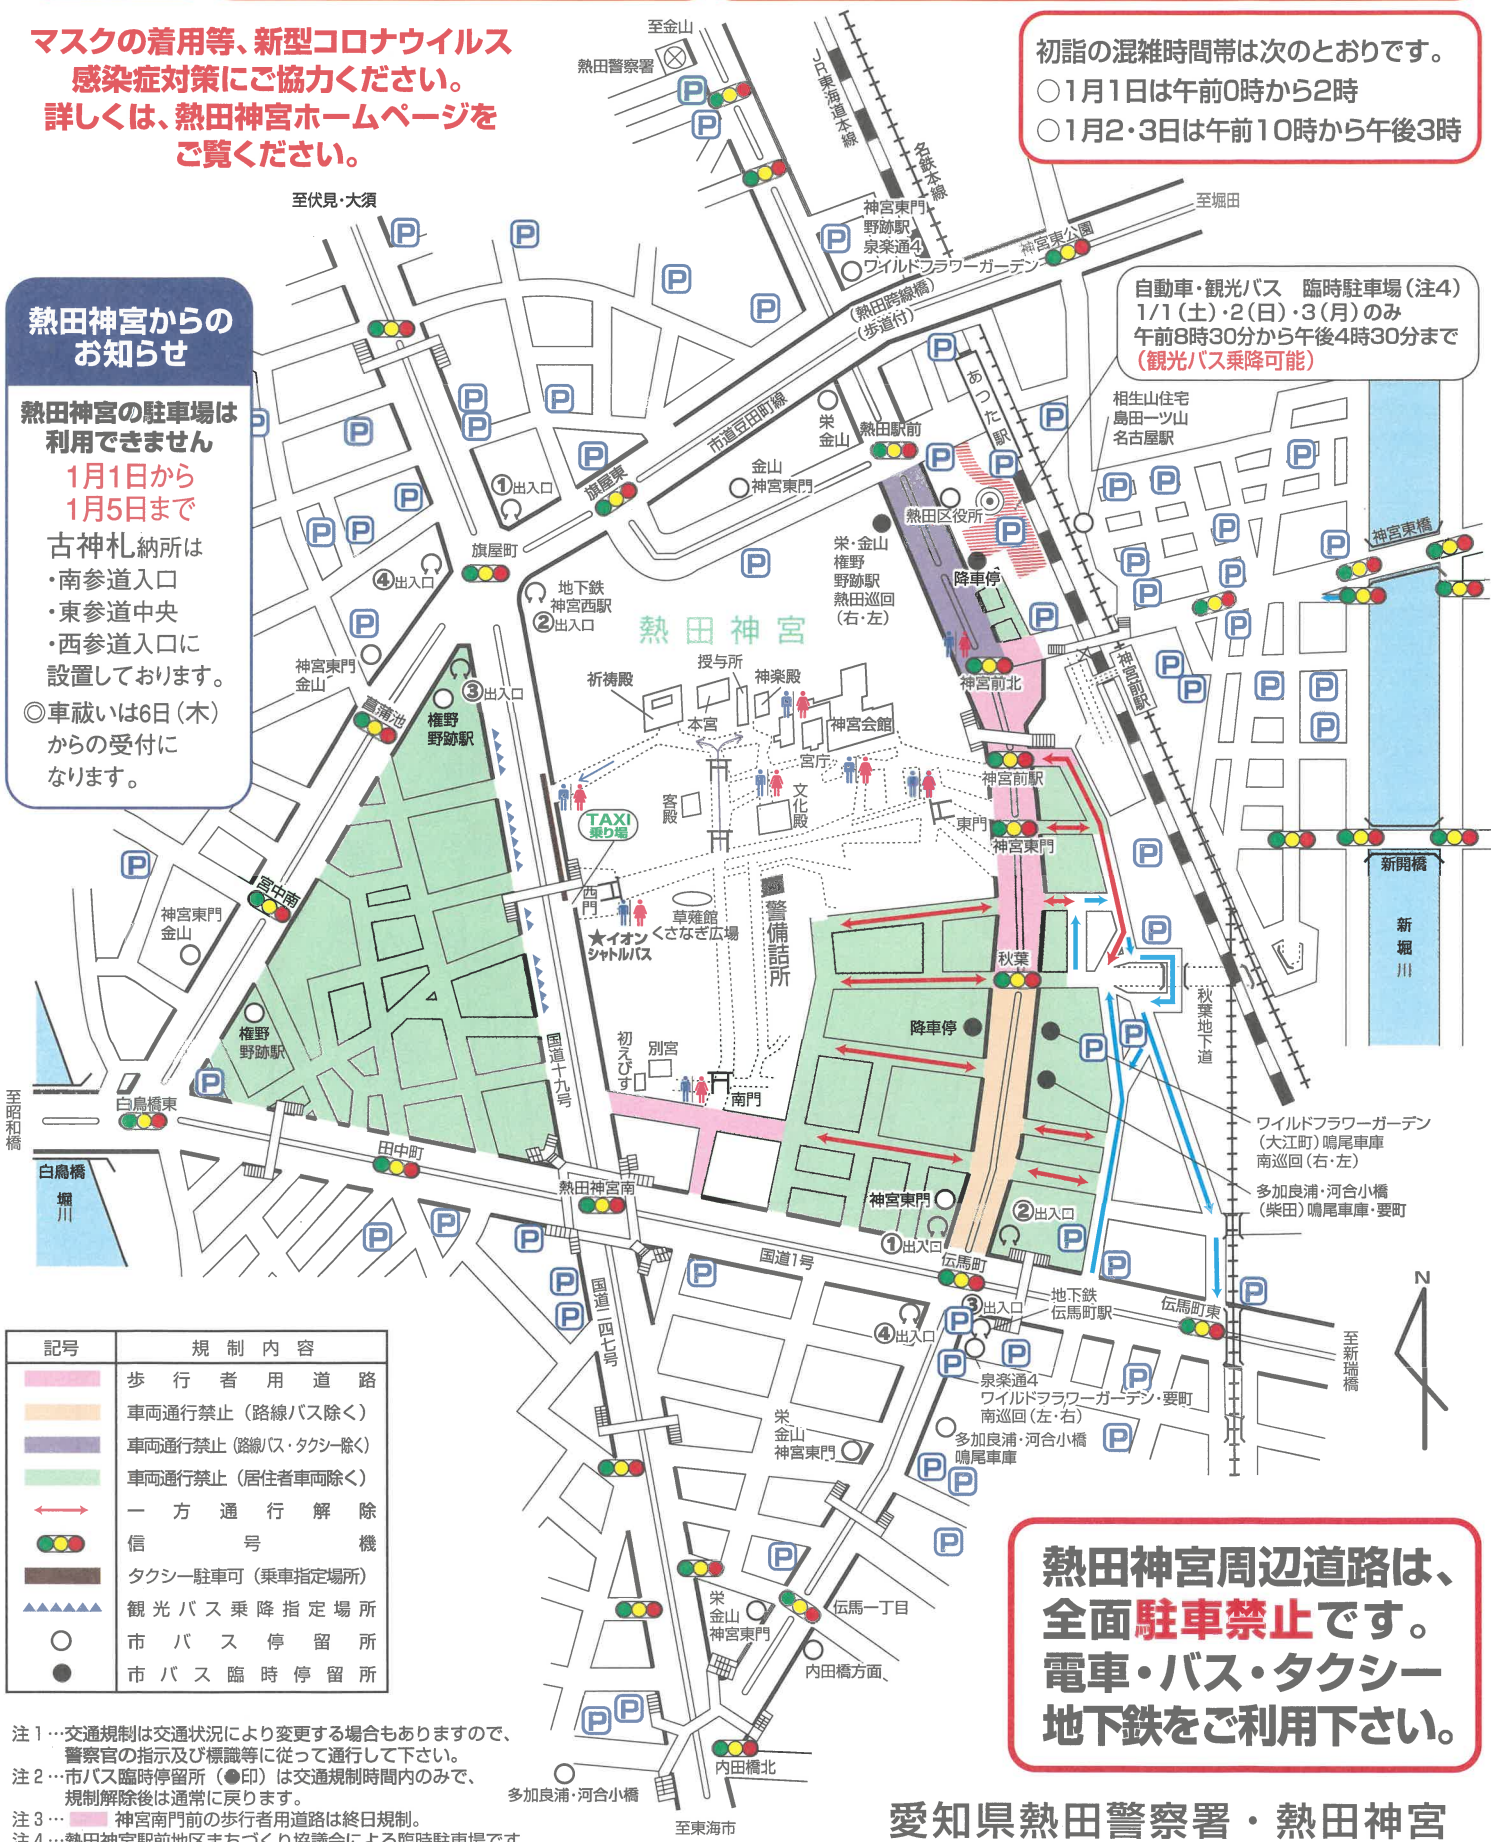 マスクの着用等、新型コロナウイルス
感染症対策にご協力ください。
詳しくは、熱田神宮ホームページを
ご覧ください。
初詣の混雑時間帯は次のとおりです。
○1月1日は午前0時から2時
○1月2・3日は午前10時から午後3時
至金山
熱田警察署
JR東海道本線
名鉄本線
至伏見・大須
神宮東門
野跡駅
泉楽通4
ワイルドフラワーガーデン
神宮東公園
至堀田
(熱田跨線橋)
(歩道付)
自動車・観光バス 臨時駐車場(注4)
1/1(土)・2(日)・3(月)のみ
午前8時30分から午後4時30分まで
(観光バス乗降可能)
熱田神宮からの
お知らせ
熱田神宮の駐車場は
利用できません
1月1日から
1月5日まで
古神札納所は
・南参道入口
・東参道中央
・西参道入口に
設置しております。
◎車祓いは6日(木)
からの受付に
なります。
相生山住宅
島田一ツ山
名古屋駅
あつた駅
市道豆田町線
栄
金山
熱田駅前
金山
神宮東門
旗屋東
①出入口
旗屋町
④出入口
地下鉄
神宮西駅
②出入口
熱田区役所
栄・金山
権野
野跡駅
熱田巡回
(右・左)
降車停
神宮東橋
熱田神宮
神宮東門
金山
③出入口
菖蒲池
権野
野跡駅
祈祷殿
授与所
神楽殿
本宮
神宮会館
宮庁
神宮前北
神宮前駅
神宮前駅
客殿
文化殿
東門
神宮東門
TAXI
乗り場
西門
草薙館
くさなぎ広場
★イオン
シャトルバス
警備詰所
新開橋
新堀川
宮中南
神宮東門
金山
秋葉
秋葉地下道
降車停
権野
野跡駅
国道十九号
初えびす
別宮
南門
至昭和橋
白鳥橋東
白鳥橋
堀川
田中町
熱田神宮南
ワイルドフラワーガーデン
(大江町)鳴尾車庫
南巡回(右・左)
多加良浦・河合小橋
(柴田)鳴尾車庫・要町
神宮東門
②出入口
①出入口
国道1号
伝馬町
地下鉄
伝馬町駅
③出入口
④出入口
伝馬町東
至新瑞橋
N
国道二四七号
泉楽通4
ワイルドフラワーガーデン・要町
南巡回(左・右)
多加良浦・河合小橋
鳴尾車庫
栄
金山
神宮東門
記号 規制内容
歩行者用道路
車両通行禁止(路線バス除く)
車両通行禁止(路線バス・タクシー除く)
車両通行禁止(居住者車両除く)
一方通行解除
信号機
タクシー駐車可(乗車指定場所)
観光バス乗降指定場所
市バス停留所
市バス臨時停留所
栄
金山
神宮東門
伝馬一丁目
内田橋方面
内田橋北
多加良浦・河合小橋
至東海市
熱田神宮周辺道路は、
全面駐車禁止です。
電車・バス・タクシー
地下鉄をご利用下さい。
注1…交通規制は交通状況により変更する場合もありますので、
警察官の指示及び標識等に従って通行して下さい。
注2…市バス臨時停留所(●印)は交通規制時間内のみで、
規制解除後は通常に戻ります。
注3… 神宮南門前の歩行者用道路は終日規制。
注4…熱田神宮駅前地区まちづくり協議会による臨時駐車場です
愛知県熱田警察署・熱田神宮